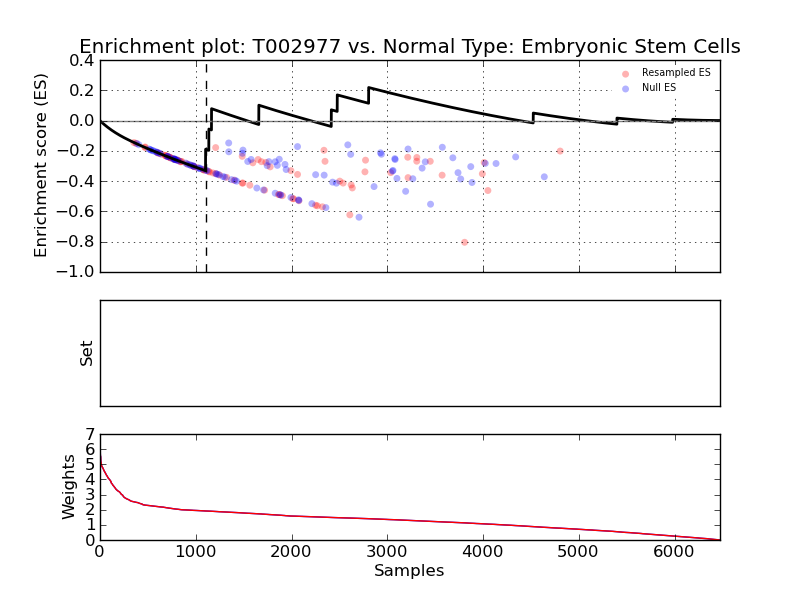 Enrichment plot: T002977 vs. Normal Type: Embryonic Stem Cells
Enrichment score (ES)
0.4
0.2
0.0
−0.2
−0.4
−0.6
−0.8
−1.0
Resampled ES
Null ES
Set
Weights
7
6
5
4
3
2
1
0
0 1000 2000 3000 4000 5000 6000
Samples